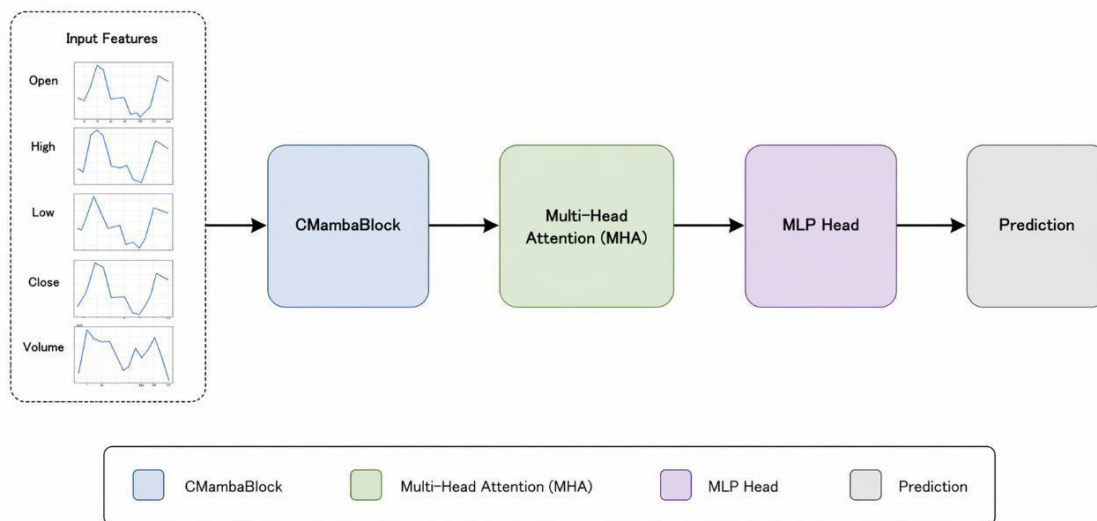 Input Features
Open
High
Low
Close
Volume
CMambaBlock
Multi-Head
Attention (MHA)
MLP Head
Prediction
CMambaBlock
Multi-Head Attention (MHA)
MLP Head
Prediction